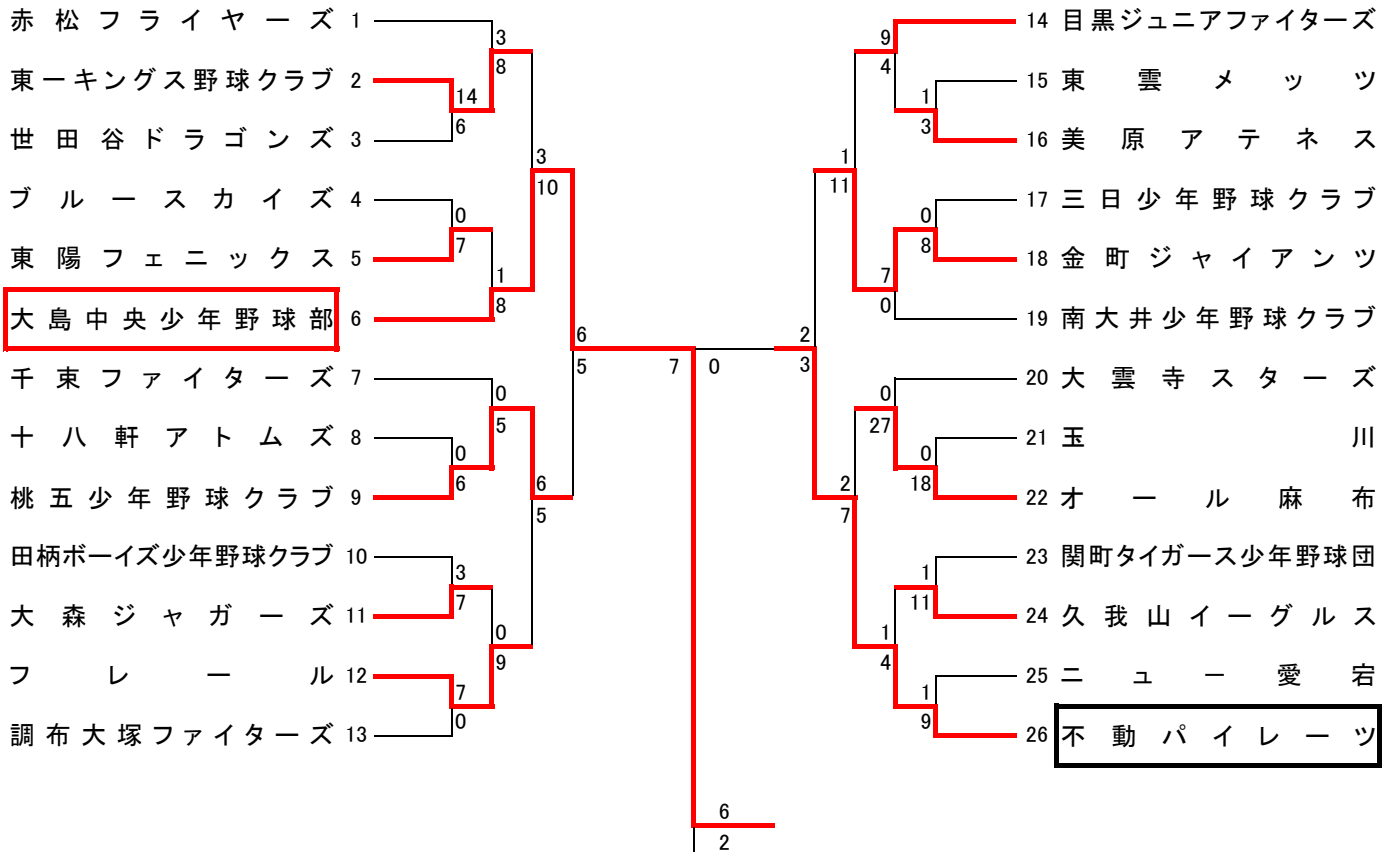 赤松フライヤーズ 1
3
8
東一キングス野球クラブ 2
14
6
世田谷ドラゴンズ 3
3
10
ブルースカイズ 4
0
7
東陽フェニックス 5
1
8
大島中央少年野球部 6
6
5
千束ファイターズ 7
0
5
十八軒アトムズ 8
0
6
桃五少年野球クラブ 9
6
5
田柄ボーイズ少年野球クラブ 10
3
7
大森ジャガーズ 11
0
9
フレール 12
7
0
調布大塚ファイターズ 13
7 0
6
2
14 目黒ジュニアファイターズ
9
4
15 東雲メッツ
1
3
16 美原アテネス
1
11
17 三日少年野球クラブ
0
8
18 金町ジャイアンツ
7
0
19 南大井少年野球クラブ
2
3
20 大雲寺スターズ
0
27
21 玉川
0
18
22 オール麻布
2
7
23 関町タイガース少年野球団
1
11
24 久我山イーグルス
1
4
25 ニュー愛宕
1
9
26 不動パイレーツ